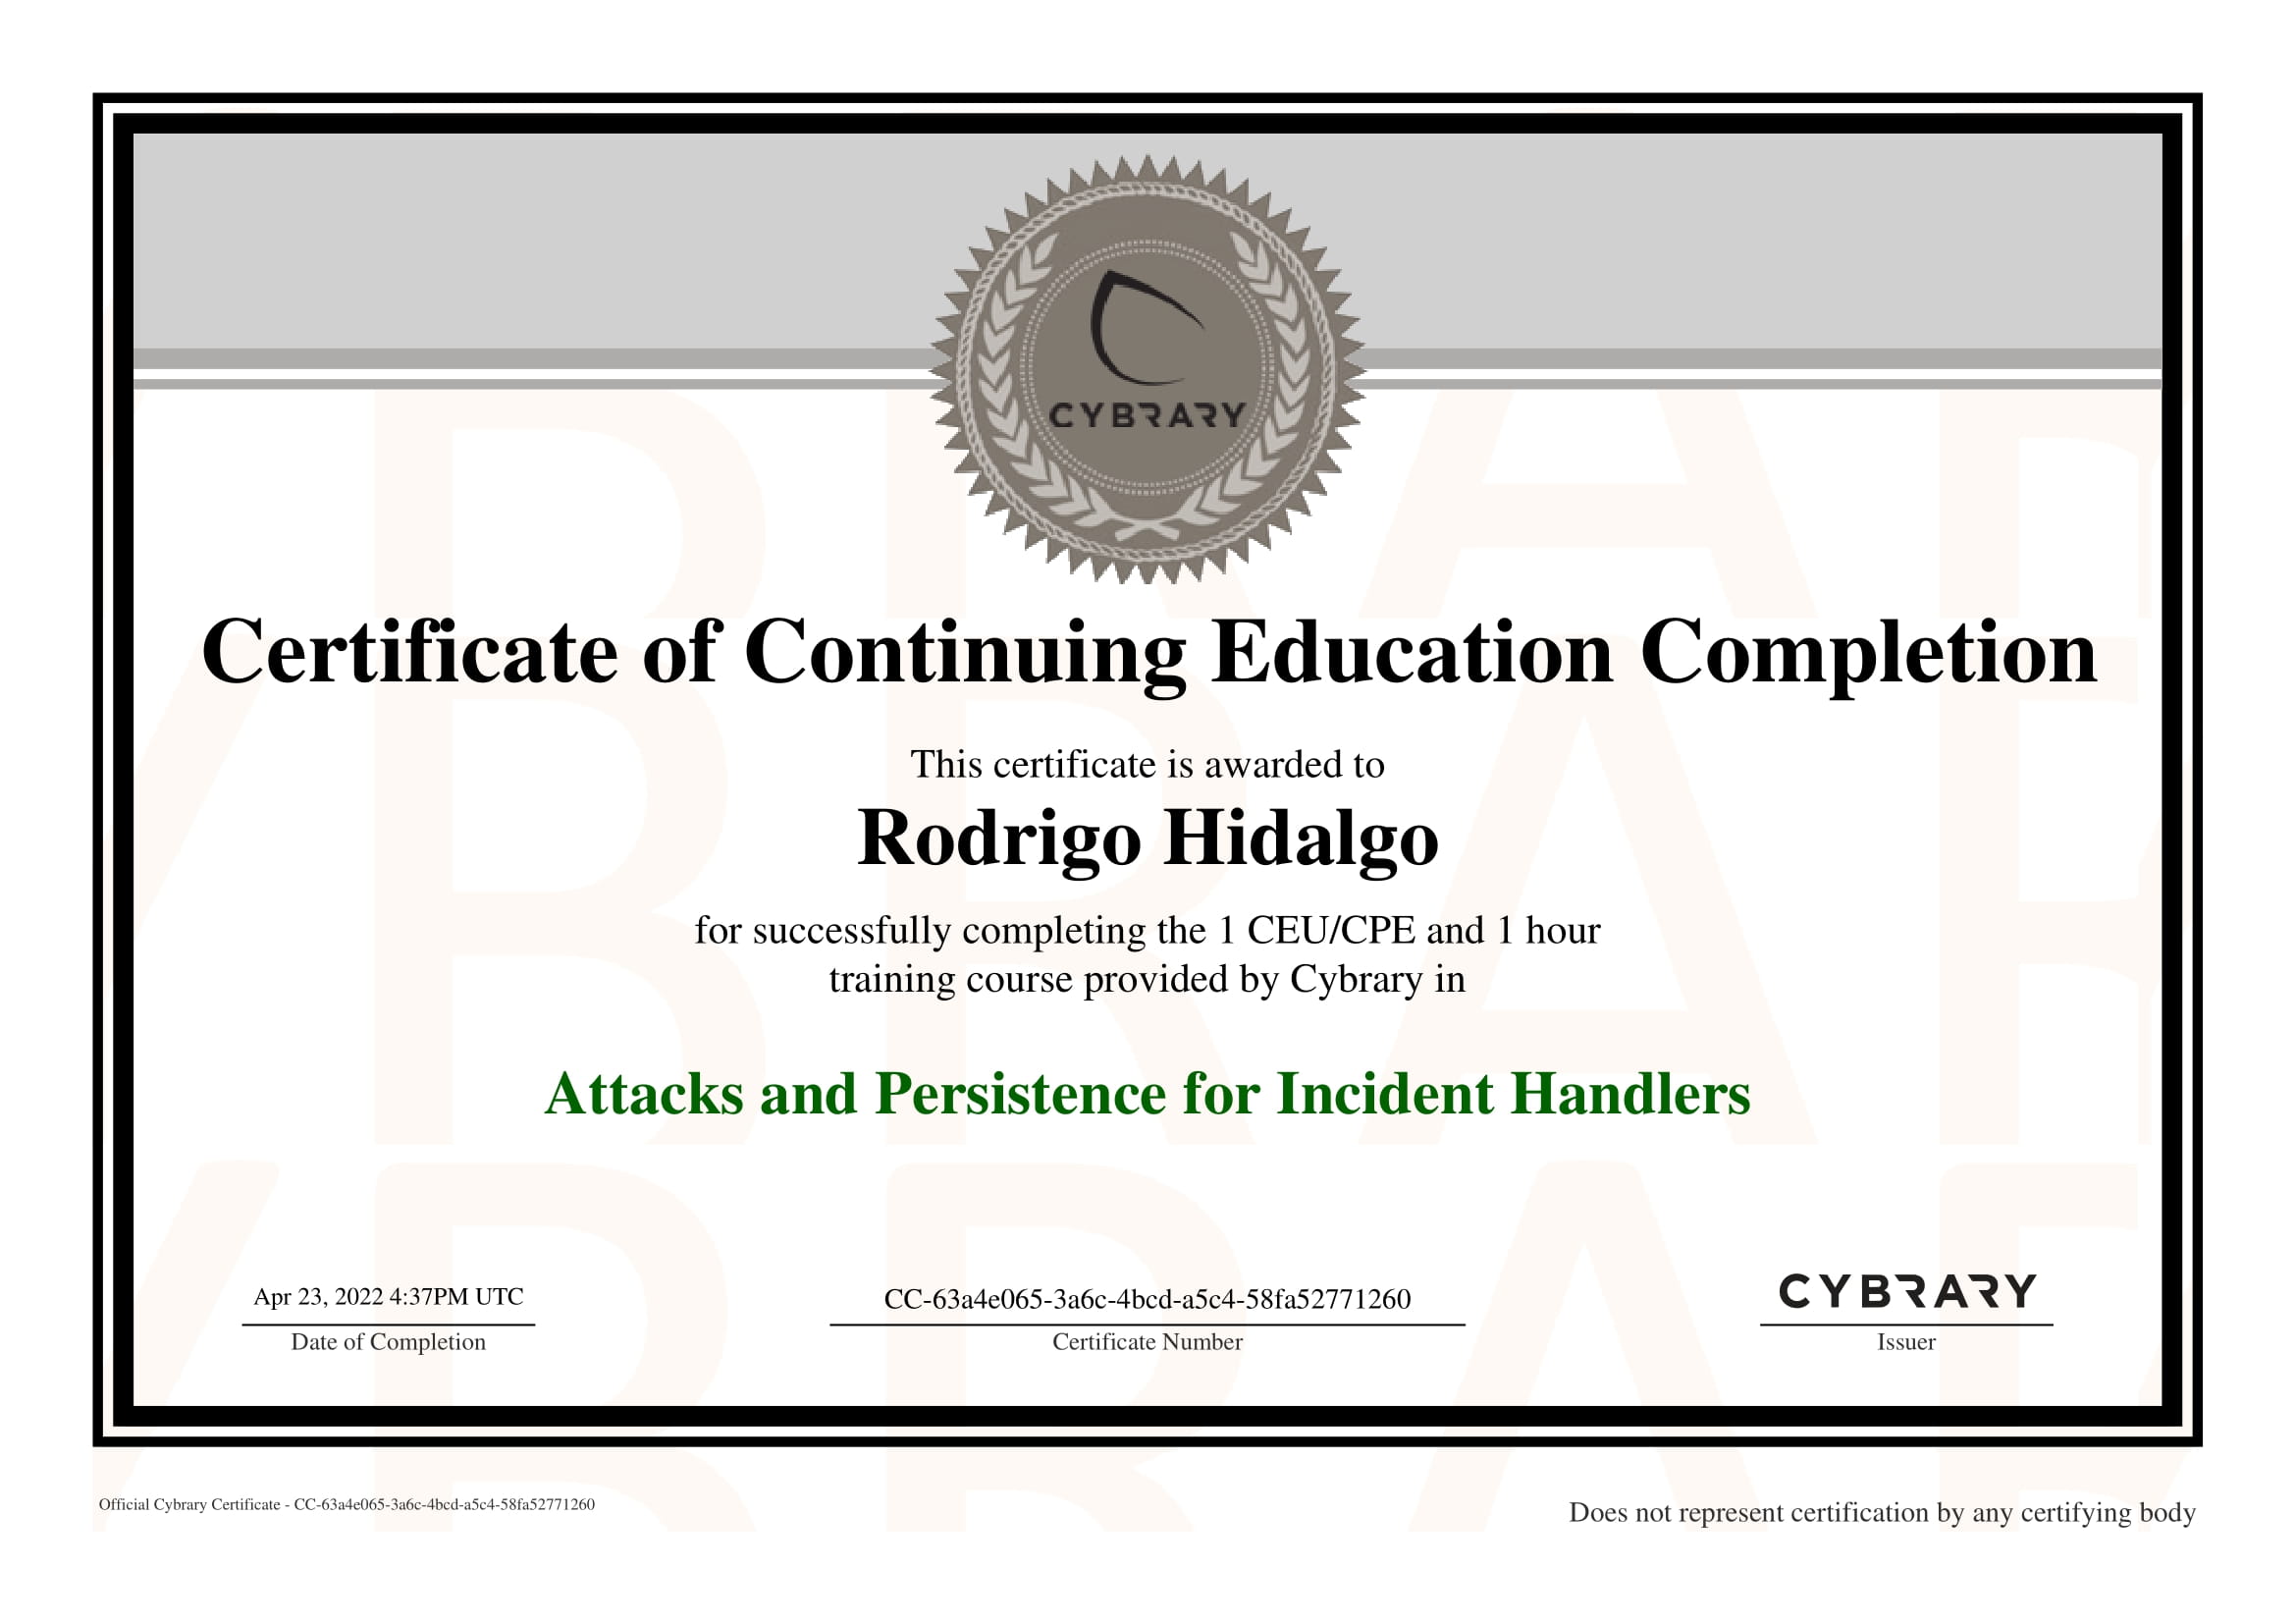 CYBRARY
Certificate of Continuing Education Completion
This certificate is awarded to
Rodrigo Hidalgo
for successfully completing the 1 CEU/CPE and 1 hour
training course provided by Cybrary in
Attacks and Persistence for Incident Handlers
Apr 23, 2022 4:37PM UTC
Date of Completion
CC-63a4e065-3a6c-4bcd-a5c4-58fa52771260
Certificate Number
CYBRARY
Issuer
Official Cybrary Certificate - CC-63a4e065-3a6c-4bcd-a5c4-58fa52771260
Does not represent certification by any certifying body